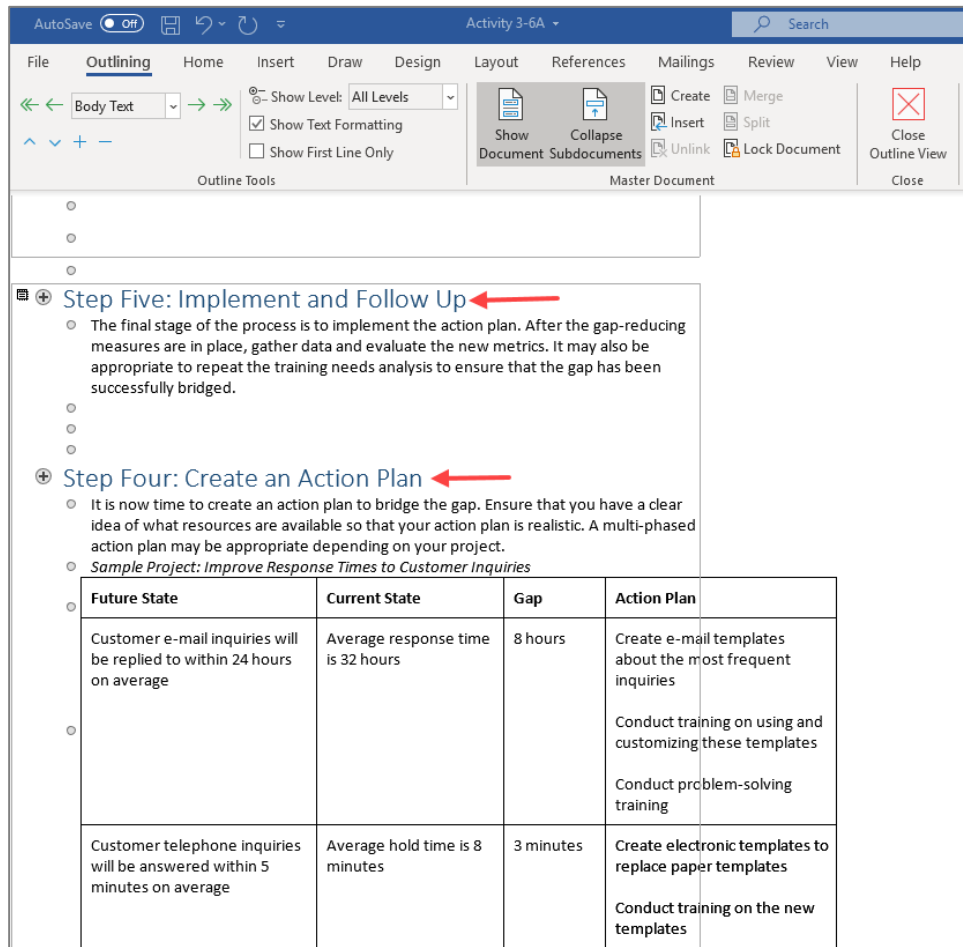 AutoSave Off Activity 3-6A Search
File Outlining Home Insert Draw Design Layout References Mailings Review View Help
Body Text
Show Level: All Levels
Show Text Formatting
Show First Line Only
Outline Tools
Show
Document
Collapse
Subdocuments
Create
Insert
Unlink
Merge
Split
Lock Document
Master Document
Close
Outline View
Close
Step Five: Implement and Follow Up
The final stage of the process is to implement the action plan. After the gap-reducing
measures are in place, gather data and evaluate the new metrics. It may also be
appropriate to repeat the training needs analysis to ensure that the gap has been
successfully bridged.
Step Four: Create an Action Plan
It is now time to create an action plan to bridge the gap. Ensure that you have a clear
idea of what resources are available so that your action plan is realistic. A multi-phased
action plan may be appropriate depending on your project.
Sample Project: Improve Response Times to Customer Inquiries
Future State Current State Gap Action Plan
Customer e-mail inquiries will
be replied to within 24 hours
on average
Average response time
is 32 hours
8 hours
Create e-mail templates
about the most frequent
inquiries
Conduct training on using and
customizing these templates
Conduct problem-solving
training
Customer telephone inquiries
will be answered within 5
minutes on average
Average hold time is 8
minutes
3 minutes
Create electronic templates to
replace paper templates
Conduct training on the new
templates